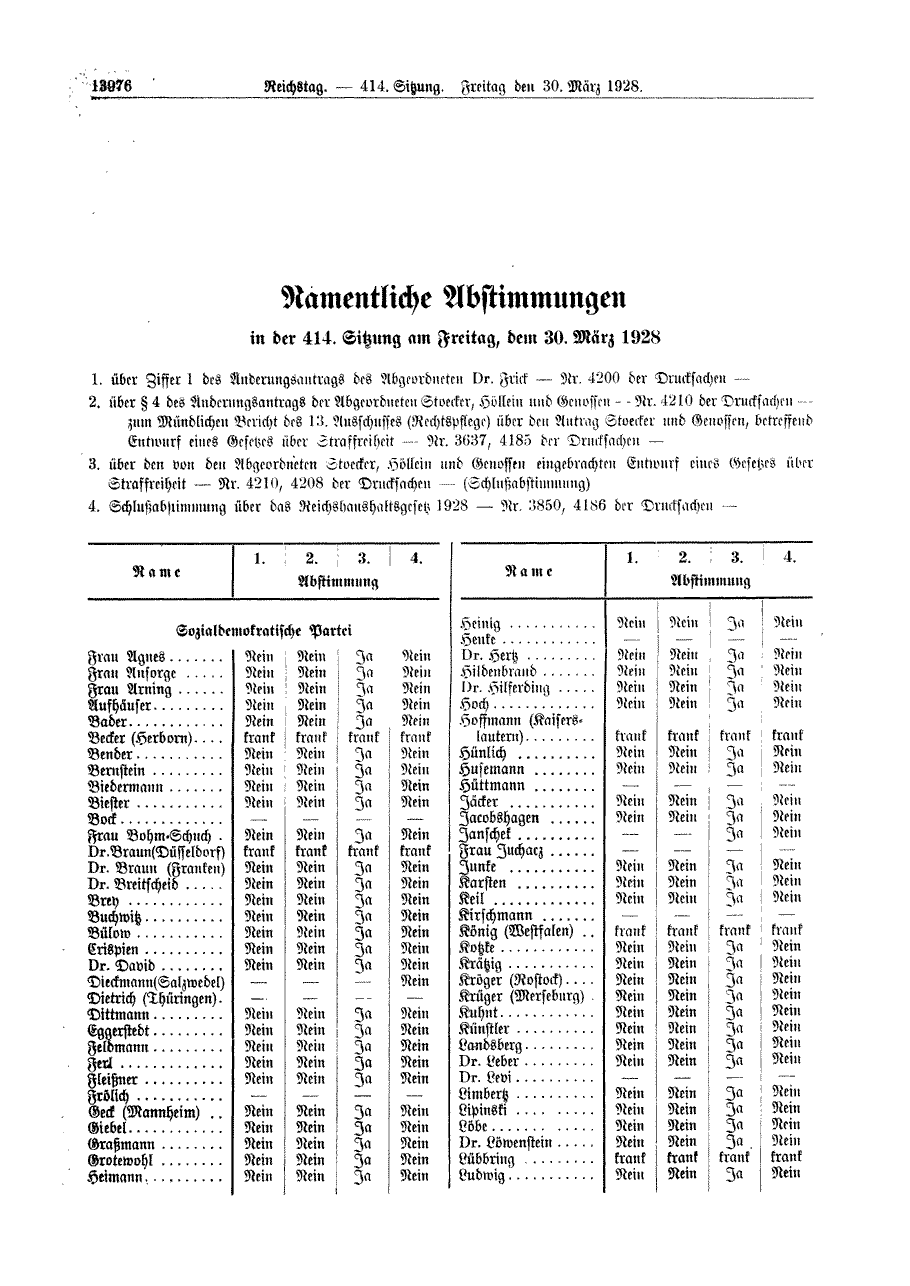 13976 Reichstag. — 414. Sitzung. Freitag den 30. März 1928.
Namentliche Abstimmungen
in der 414. Sitzung am Freitag, dem 30. März 1928
1. über Ziffer 1 des Änderungsantrags des Abgeordneten Dr. Frick — Nr. 4200 der Drucksachen —
2. über § 4 des Änderungsantrags der Abgeordneten Stoecker, Höllein und Genossen - - Nr. 4210 der Drucksachen —
zum Mündlichen Bericht des 13. Ausschusses (Rechtspflege) über den Antrag Stoecker und Genossen, betreffend
Entwurf eines Gesetzes über Straffreiheit — Nr. 3637, 4185 der Drucksachen —
3. über den von den Abgeordneten Stoecker, Höllein und Genossen eingebrachten Entwurf eines Gesetzes über
Straffreiheit — Nr. 4210, 4208 der Drucksachen — (Schlußabstimmung)
4. Schlußabstimmung über das Reichshaushaltsgesetz 1928 — Nr. 3850, 4186 der Drucksachen —
Name 1. 2. 3. 4.
Abstimmung
Sozialdemokratische Partei
Frau Agnes . . . . . . . Nein Nein Ja Nein
Frau Ansorge . . . . . Nein Nein Ja Nein
Frau Arning . . . . . . Nein Nein Ja Nein
Aufhäuser . . . . . . . . . Nein Nein Ja Nein
Bader . . . . . . . . . . . . Nein Nein Ja Nein
Becker (Herborn) . . . . krank krank krank krank
Bender . . . . . . . . . . . Nein Nein Ja Nein
Bernstein . . . . . . . . . Nein Nein Ja Nein
Biedermann . . . . . . . Nein Nein Ja Nein
Biester . . . . . . . . . . . Nein Nein Ja Nein
Bock . . . . . . . . . . . . . — — — —
Frau Bohm-Schuch . Nein Nein Ja Nein
Dr. Braun (Düsseldorf) krank krank krank krank
Dr. Braun (Franken) Nein Nein Ja Nein
Dr. Breitscheid . . . . . Nein Nein Ja Nein
Brey . . . . . . . . . . . . Nein Nein Ja Nein
Buchwitz . . . . . . . . . . Nein Nein Ja Nein
Bülow . . . . . . . . . . . Nein Nein Ja Nein
Crispien . . . . . . . . . . Nein Nein Ja Nein
Dr. David . . . . . . . . Nein Nein Ja Nein
Dieckmann (Salzwedel) — — — Nein
Dietrich (Thüringen) . — — — —
Dittmann . . . . . . . . . Nein Nein Ja Nein
Eggerstedt . . . . . . . . . Nein Nein Ja Nein
Feldmann . . . . . . . . . Nein Nein Ja Nein
Ferl . . . . . . . . . . . . . Nein Nein Ja Nein
Fleißner . . . . . . . . . . Nein Nein Ja Nein
Frölich . . . . . . . . . . . — — — —
Geck (Mannheim) . . Nein Nein Ja Nein
Giebel . . . . . . . . . . . . Nein Nein Ja Nein
Graßmann . . . . . . . . Nein Nein Ja Nein
Grotewohl . . . . . . . . Nein Nein Ja Nein
Heimann . . . . . . . . . . Nein Nein Ja Nein
Name 1. 2. 3. 4.
Abstimmung
Heinig . . . . . . . . . . . Nein Nein Ja Nein
Henke . . . . . . . . . . . . — — — —
Dr. Hertz . . . . . . . . . Nein Nein Ja Nein
Hildenbrand . . . . . . . Nein Nein Ja Nein
Dr. Hilferding . . . . . Nein Nein Ja Nein
Hoch . . . . . . . . . . . . . Nein Nein Ja Nein
Hoffmann (Kaisers-
lautern) . . . . . . . . . krank krank krank krank
Hünlich . . . . . . . . . . Nein Nein Ja Nein
Husemann . . . . . . . . Nein Nein Ja Nein
Hüttmann . . . . . . . . — — — —
Jäcker . . . . . . . . . . . Nein Nein Ja Nein
Jacobshagen . . . . . . Nein Nein Ja Nein
Janschek . . . . . . . . . . — — Ja Nein
Frau Juchacz . . . . . . — — — —
Junke . . . . . . . . . . . Nein Nein Ja Nein
Karsten . . . . . . . . . . Nein Nein Ja Nein
Keil . . . . . . . . . . . . . Nein Nein Ja Nein
Kirschmann . . . . . . . — — — —
König (Westfalen) . . krank krank krank krank
Kotzke . . . . . . . . . . . . Nein Nein Ja Nein
Krätzig . . . . . . . . . . . Nein Nein Ja Nein
Kröger (Rostock) . . . . Nein Nein Ja Nein
Krüger (Merseburg) . Nein Nein Ja Nein
Kuhnt . . . . . . . . . . . . Nein Nein Ja Nein
Künstler . . . . . . . . . . Nein Nein Ja Nein
Landsberg . . . . . . . . . Nein Nein Ja Nein
Dr. Leber . . . . . . . . . Nein Nein Ja Nein
Dr. Levi . . . . . . . . . . — — — —
Limbertz . . . . . . . . . . Nein Nein Ja Nein
Lipinski . . . . . . . . . Nein Nein Ja Nein
Löbe . . . . . . . . . . . . Nein Nein Ja Nein
Dr. Löwenstein . . . . . Nein Nein Ja Nein
Lübbring . . . . . . . . . krank krank krank krank
Ludwig . . . . . . . . . . . Nein Nein Ja Nein